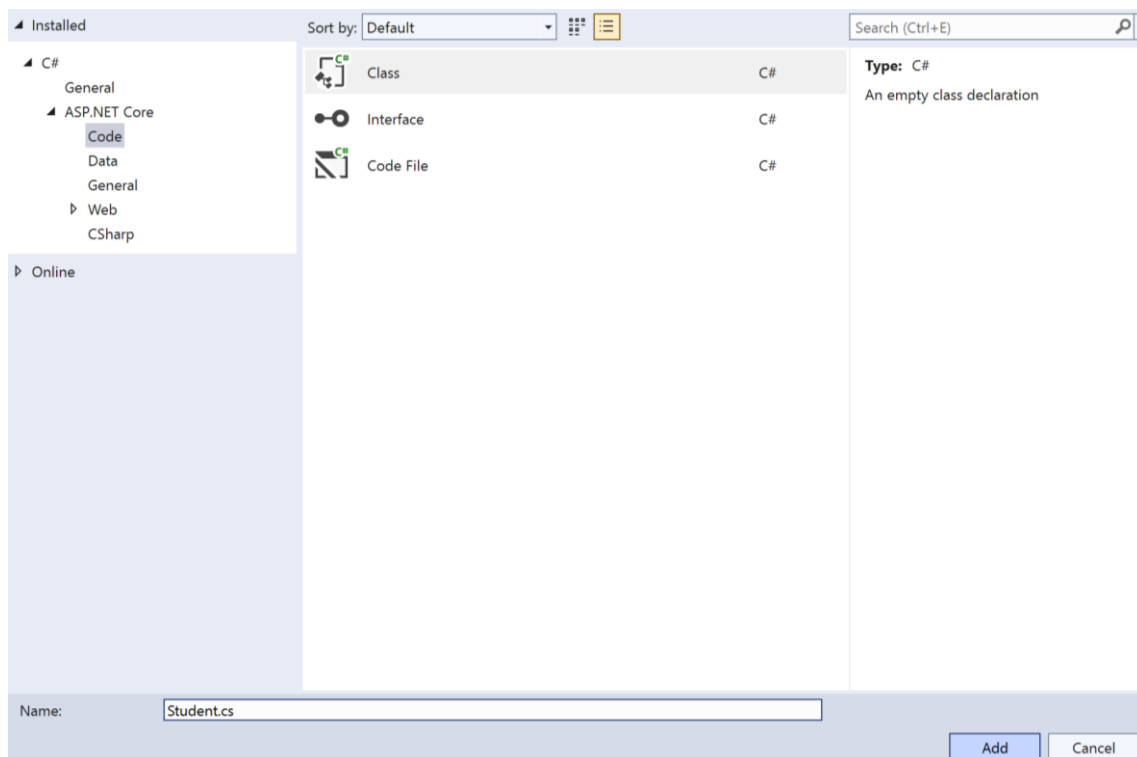 Installed
Sort by: Default
Search (Ctrl+E)
C#
General
ASP.NET Core
Code
Data
General
Web
CSharp
Online
C# Class C#
Interface C#
C# Code File C#
Type: C#
An empty class declaration
Name: Student.cs
Add Cancel